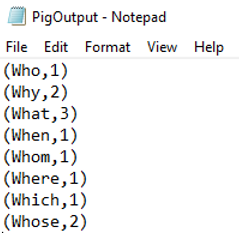 PigOutput - Notepad
File Edit Format View Help
(Who,1)
(Why,2)
(What,3)
(When,1)
(Whom,1)
(Where,1)
(Which,1)
(Whose,2)